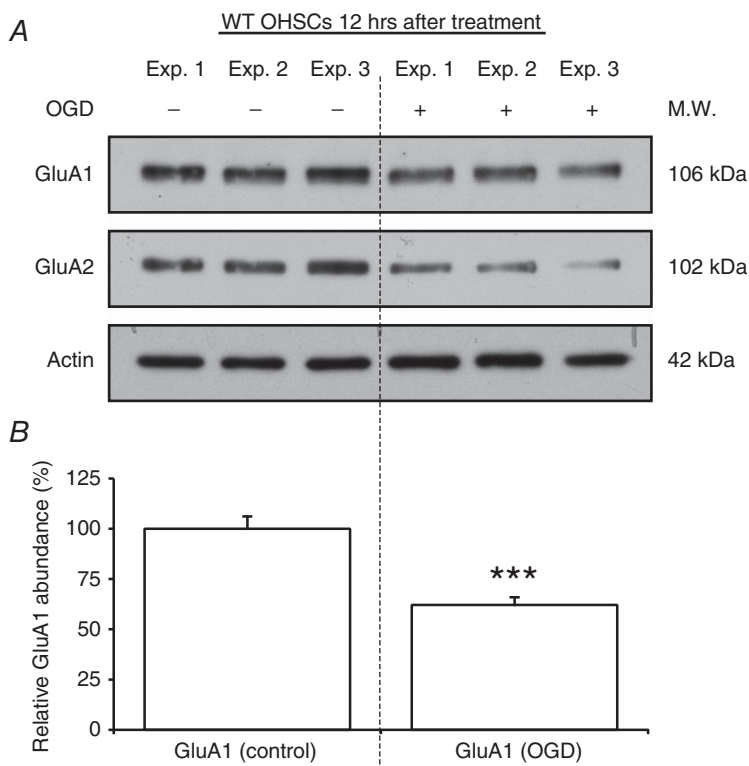 WT OHSCs 12 hrs after treatment
A
Exp. 1 Exp. 2 Exp. 3 Exp. 1 Exp. 2 Exp. 3
OGD – – – + + + M.W.
GluA1 106 kDa
GluA2 102 kDa
Actin 42 kDa
B
Relative GluA1 abundance (%)
125
100
75
50
25
0
***
GluA1 (control) GluA1 (OGD)